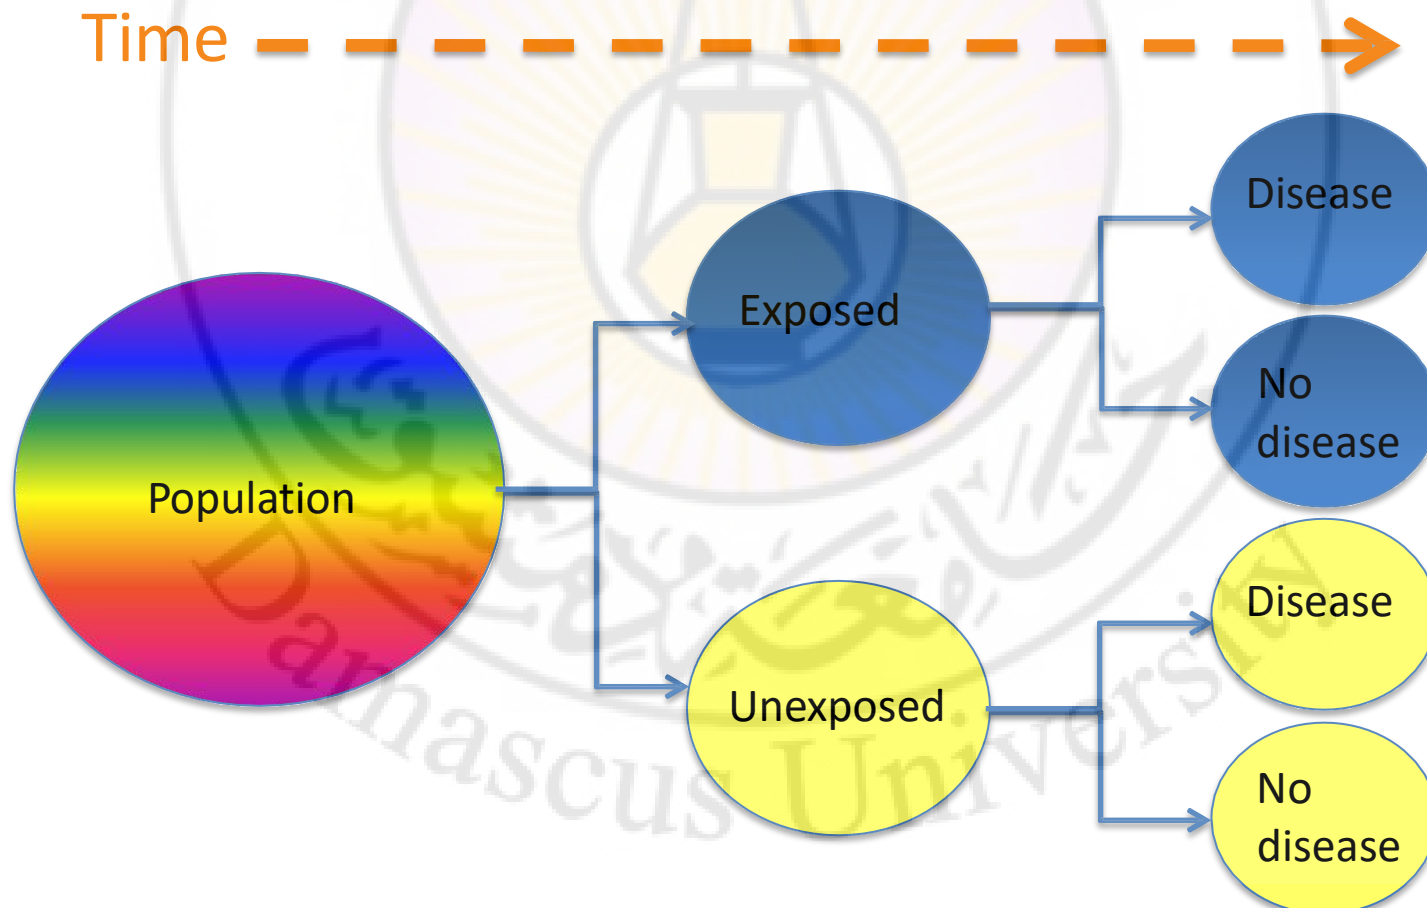 Time
Disease
Exposed
No
disease
Population
Disease
Unexposed
No
disease
Damascus University